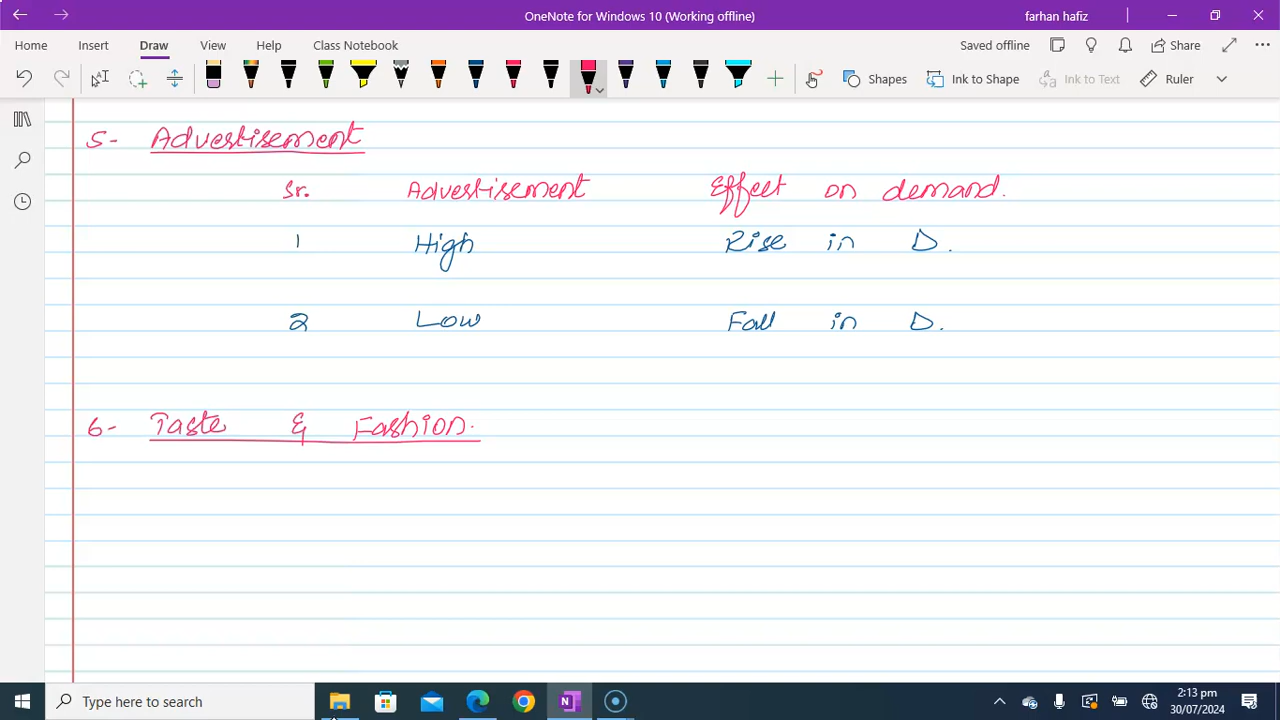 OneNote for Windows 10 (Working offline)
farhan hafiz
Home Insert Draw View Help Class Notebook
Saved offline
Share
Shapes
Ink to Shape
Ink to Text
Ruler
5- Advertisement
Sr. Advertisement Effect on demand.
1 High Rise in D.
2 Low Fall in D.
6- Taste & Fashion.
Type here to search
2:13 pm
30/07/2024